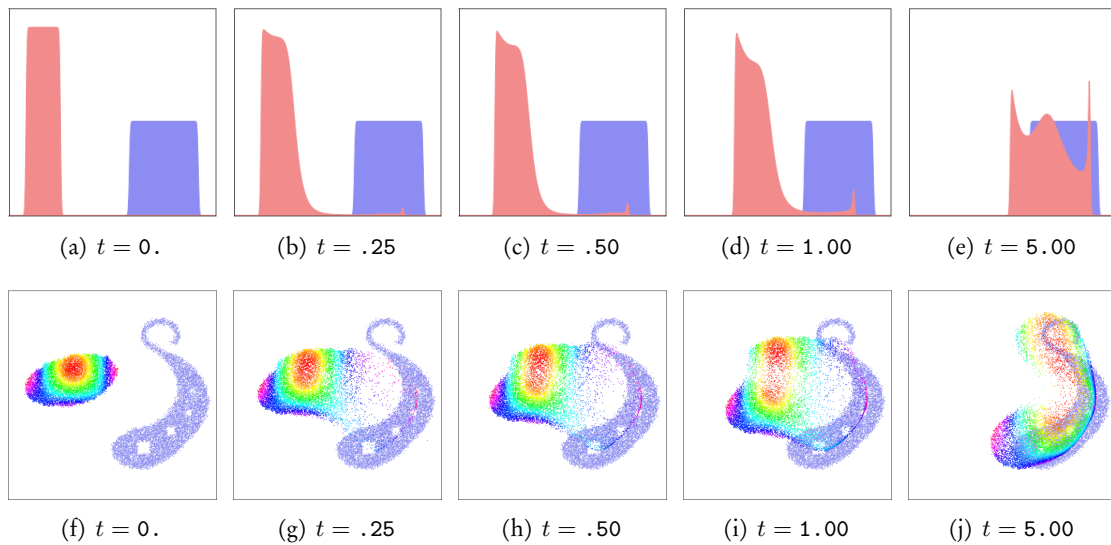 (a) t = 0. (b) t = .25 (c) t = .50 (d) t = 1.00 (e) t = 5.00
(f) t = 0. (g) t = .25 (h) t = .50 (i) t = 1.00 (j) t = 5.00